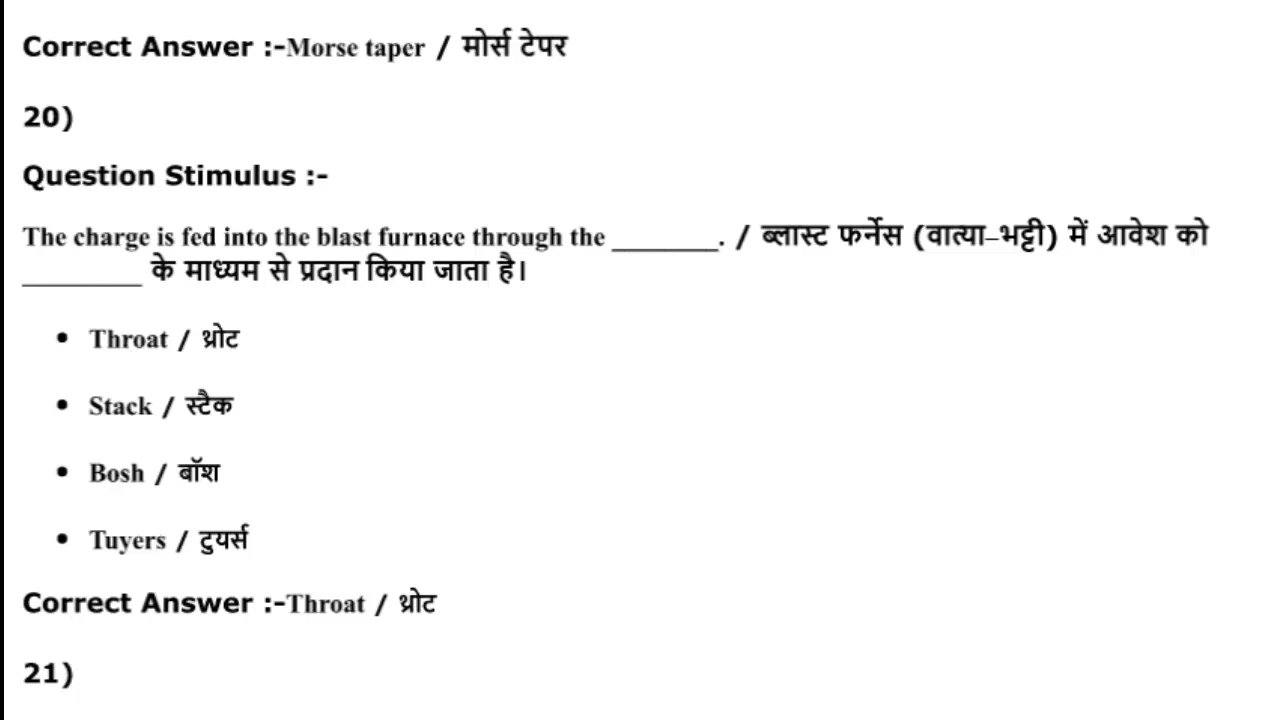 Correct Answer :-Morse taper / मोर्स टेपर
20)
Question Stimulus :-
The charge is fed into the blast furnace through the ________. / ब्लास्ट फर्नेस (वात्या–भट्टी) में आवेश को
_________ के माध्यम से प्रदान किया जाता है।
• Throat / थ्रोट
• Stack / स्टैक
• Bosh / बॉश
• Tuyers / टुयर्स
Correct Answer :-Throat / थ्रोट
21)